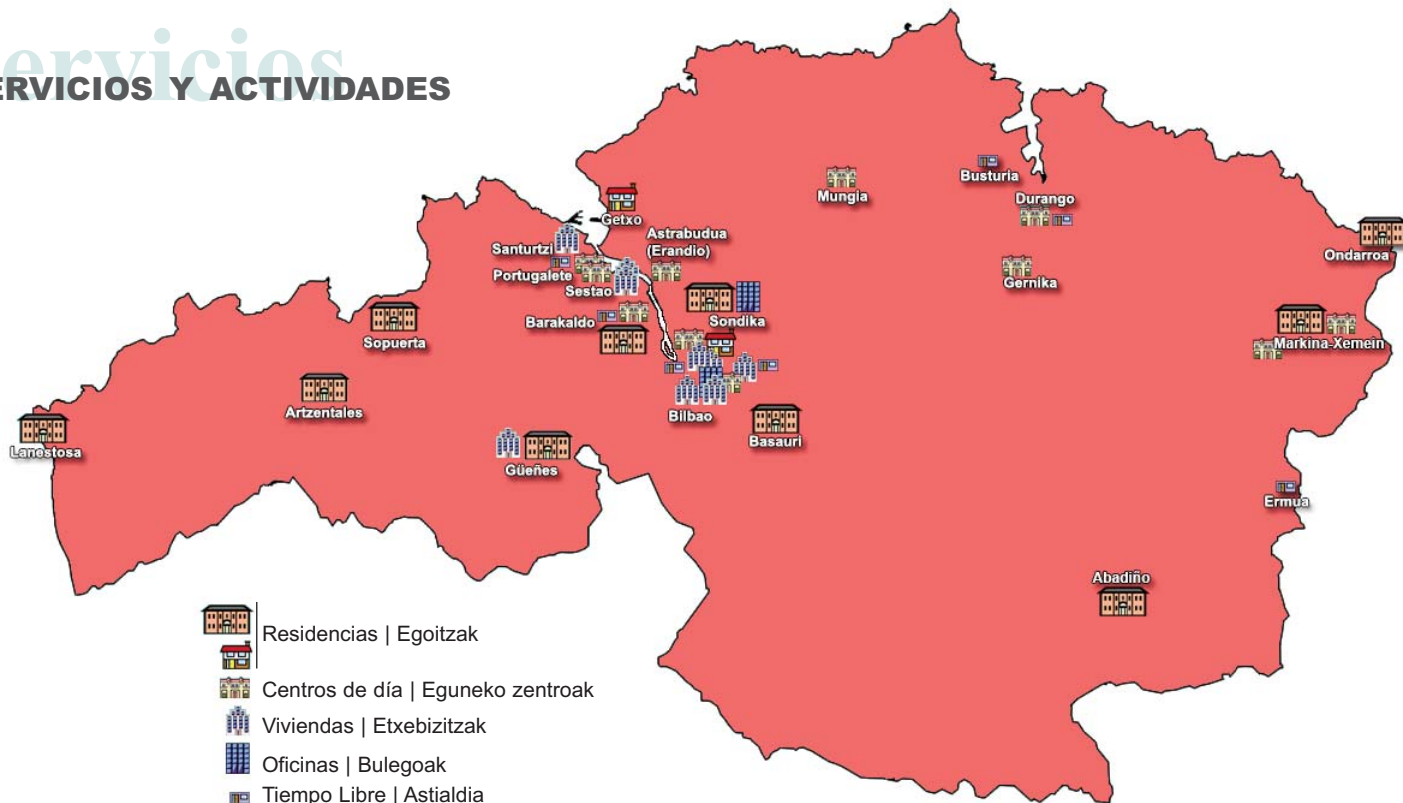 ervicios
ERVICIOS Y ACTIVIDADES
Busturia
Mungia
Durango
Getxo
Astrabudua
(Erandio)
Santurtzi
Ondarroa
Portugalete
Gernika
Sestao
Barakaldo
Sondika
Sopuerta
Markina-Xemein
Artzentales
Bilbao
Basauri
Lanestosa
Güeñes
Ermua
Abadiño
Residencias | Egoitzak
Centros de día | Eguneko zentroak
Viviendas | Etxebizitzak
Oficinas | Bulegoak
Tiempo Libre | Astialdia